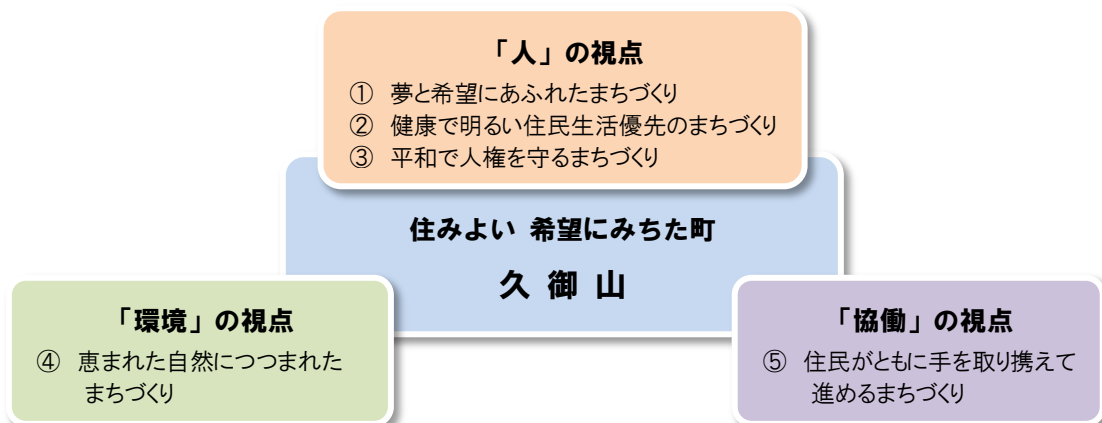 「人」の視点
① 夢と希望にあふれたまちづくり
② 健康で明るい住民生活優先のまちづくり
③ 平和で人権を守るまちづくり
住みよい 希望にみちた町
久御山
「環境」の視点
④ 恵まれた自然につつまれた
まちづくり
「協働」の視点
⑤ 住民がともに手を取り携えて
進めるまちづくり